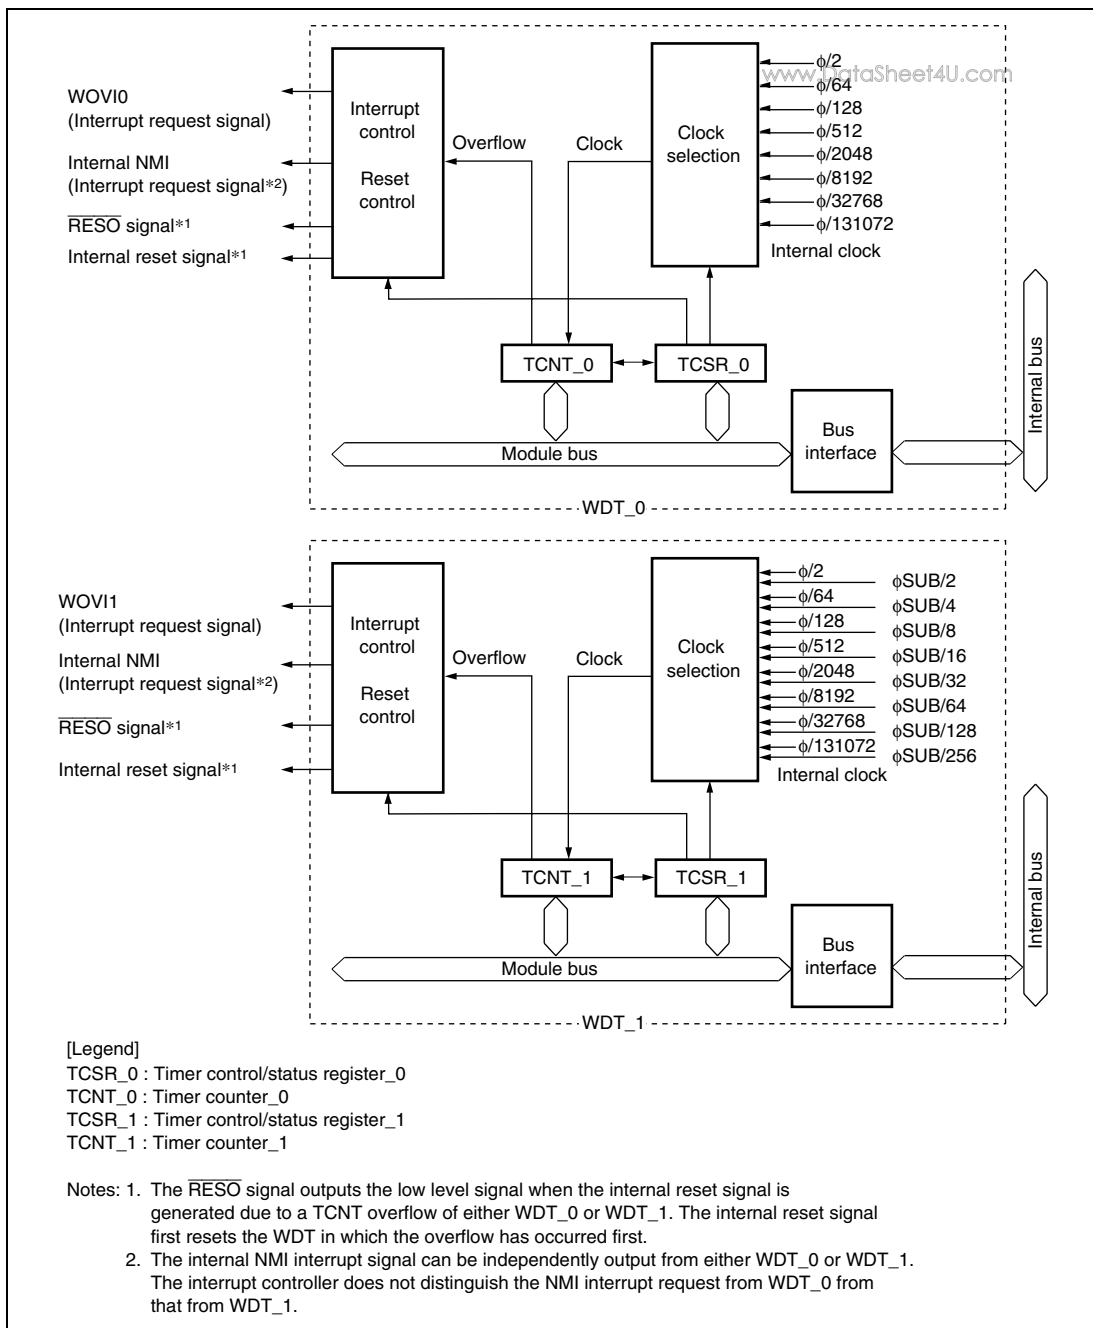 www.DataSheet4U.com
WOVI0
(Interrupt request signal)
Internal NMI
(Interrupt request signal*2)
RESO signal*1
Internal reset signal*1
Interrupt
control
Reset
control
Overflow
Clock
Clock
selection
ϕ/2
ϕ/64
ϕ/128
ϕ/512
ϕ/2048
ϕ/8192
ϕ/32768
ϕ/131072
Internal clock
TCNT_0
TCSR_0
Module bus
Bus
interface
Internal bus
WDT_0
WOVI1
(Interrupt request signal)
Internal NMI
(Interrupt request signal*2)
RESO signal*1
Internal reset signal*1
Interrupt
control
Reset
control
Overflow
Clock
Clock
selection
ϕ/2
ϕSUB/2
ϕ/64
ϕSUB/4
ϕ/128
ϕSUB/8
ϕ/512
ϕSUB/16
ϕ/2048
ϕSUB/32
ϕ/8192
ϕSUB/64
ϕ/32768
ϕSUB/128
ϕ/131072
ϕSUB/256
Internal clock
TCNT_1
TCSR_1
Module bus
Bus
interface
Internal bus
WDT_1
[Legend]
TCSR_0 : Timer control/status register_0
TCNT_0 : Timer counter_0
TCSR_1 : Timer control/status register_1
TCNT_1 : Timer counter_1
Notes: 1. The RESO signal outputs the low level signal when the internal reset signal is
generated due to a TCNT overflow of either WDT_0 or WDT_1. The internal reset signal
first resets the WDT in which the overflow has occurred first.
2. The internal NMI interrupt signal can be independently output from either WDT_0 or WDT_1.
The interrupt controller does not distinguish the NMI interrupt request from WDT_0 from
that from WDT_1.